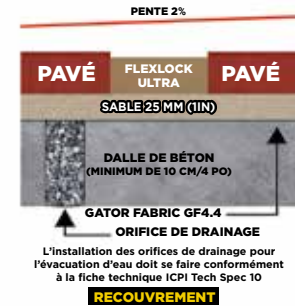 PENTE 2%
PAVÉ FLEXLOCK ULTRA PAVÉ
SABLE 25 MM (1IN)
DALLE DE BÉTON
(MINIMUM DE 10 CM/4 PO)
GATOR FABRIC GF4.4
ORIFICE DE DRAINAGE
L'installation des orifices de drainage pour
l'évacuation d'eau doit se faire conformément
à la fiche technique ICPI Tech Spec 10
RECOUVREMENT